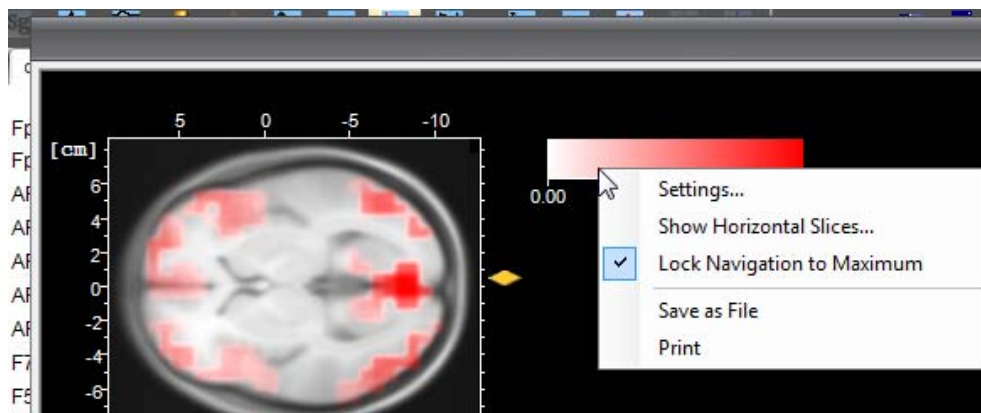 Fp
Fp
AF
AF
AF
AF
AF
F7
F5
5 0 -5 -10
[cm]
6
4
2
0
-2
-4
-6
0.00
Settings...
Show Horizontal Slices...
Lock Navigation to Maximum
Save as File
Print